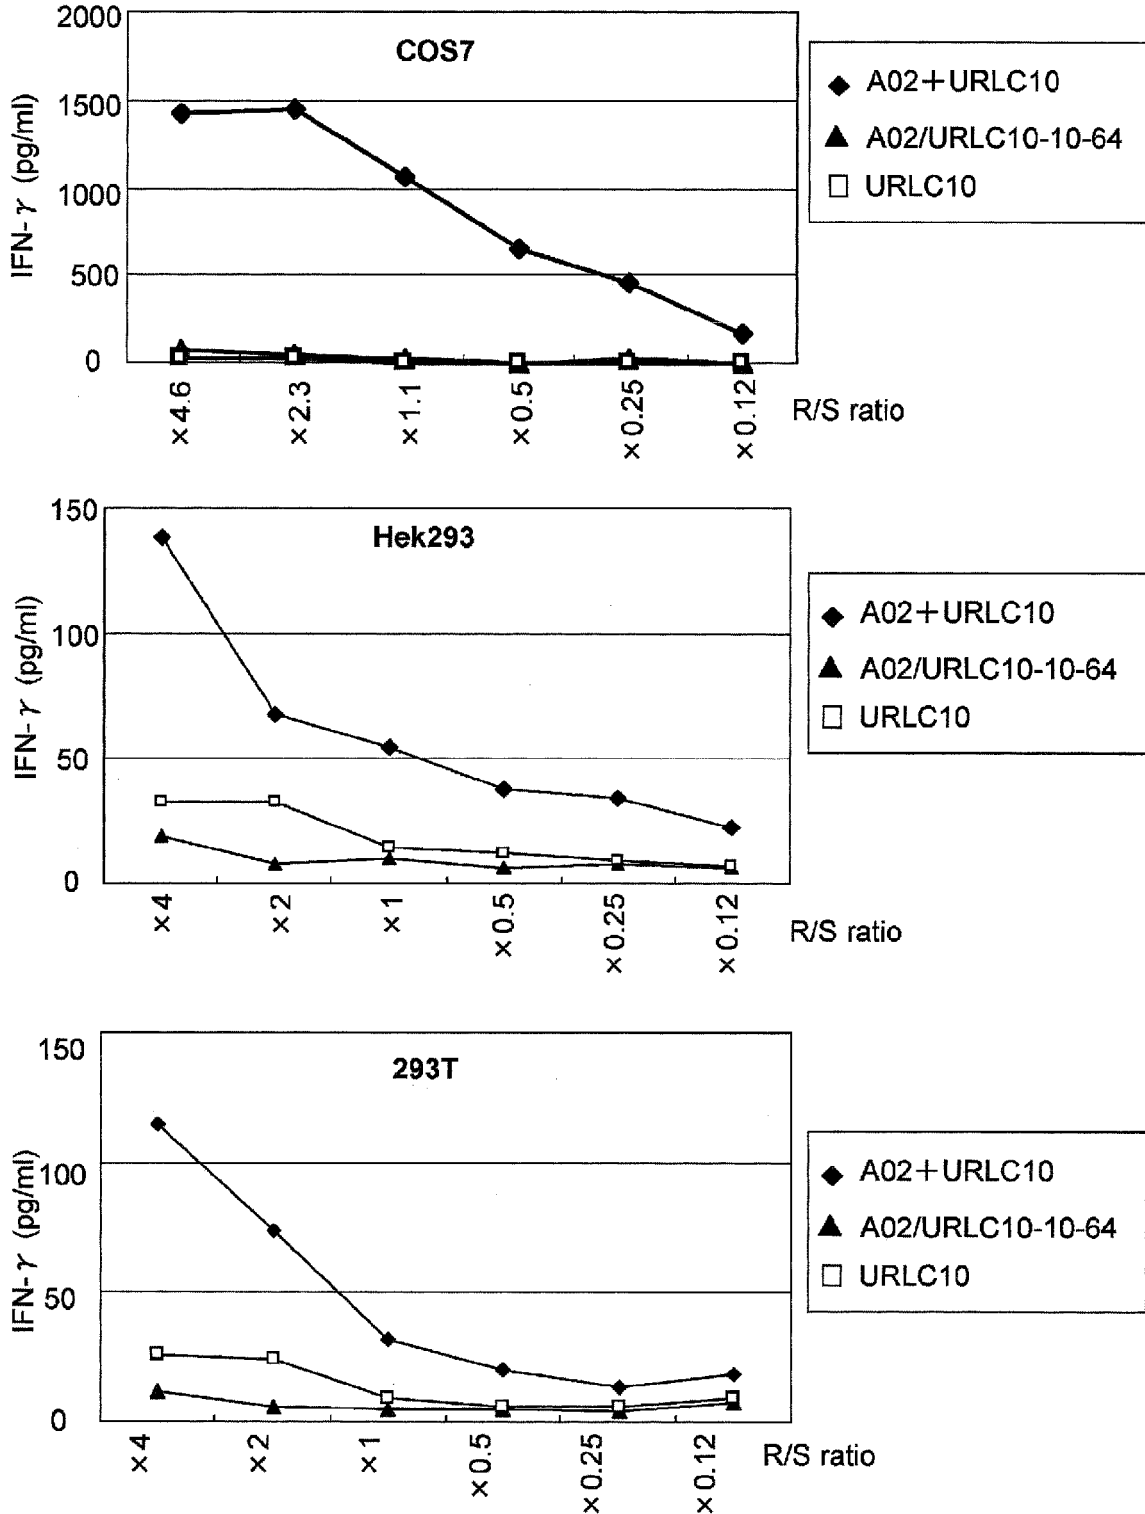 COS7
IFN-γ (pg/ml)
2000
1500
1000
500
0
×4.6
×2.3
×1.1
×0.5
×0.25
×0.12
R/S ratio
A02+URLC10
A02/URLC10-10-64
URLC10
Hek293
IFN-γ (pg/ml)
150
100
50
0
×4
×2
×1
×0.5
×0.25
×0.12
R/S ratio
A02+URLC10
A02/URLC10-10-64
URLC10
293T
IFN-γ (pg/ml)
150
100
50
0
×4
×2
×1
×0.5
×0.25
×0.12
R/S ratio
A02+URLC10
A02/URLC10-10-64
URLC10